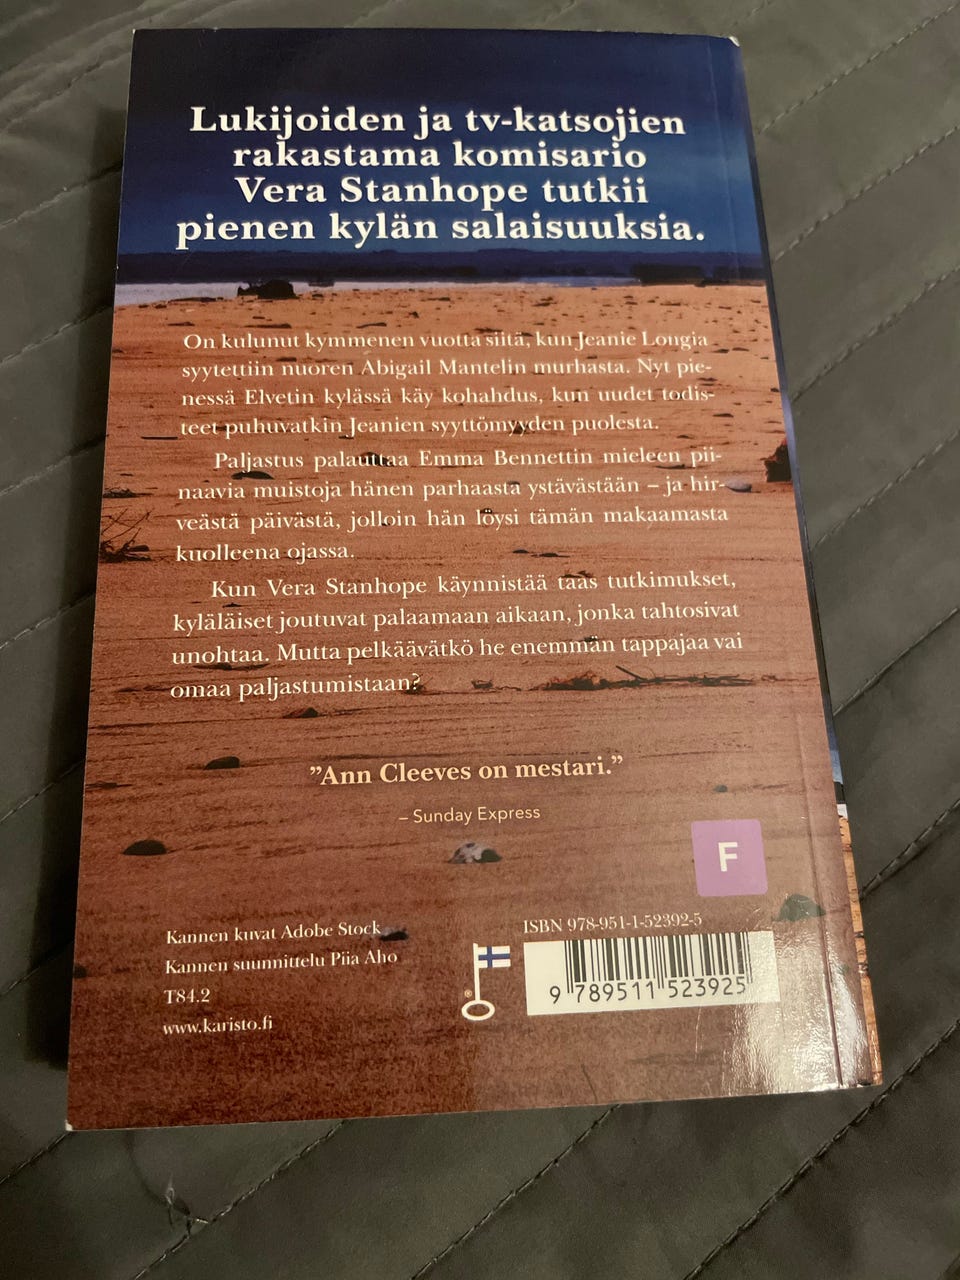 Lukijoiden ja tv-katsojien
rakastama komisario
Vera Stanhope tutkii
pienen kylän salaisuuksia.
On kulunut kymmenen vuotta siitä, kun Jeanie Longia
syytettiin nuoren Abigail Mantelin murhasta. Nyt pie-
nessä Elvetin kylässä käy kohahdus, kun uudet todis-
teet puhuvatkin Jeanien syyttömyyden puolesta.
Paljastus palauttaa Emma Bennettin mieleen pii-
naavia muistoja hänen parhaasta ystävästään – ja hir-
veästä päivästä, jolloin hän löysi tämän makaamasta
kuolleena ojassa.
Kun Vera Stanhope käynnistää taas tutkimukset,
kyläläiset joutuvat palaamaan aikaan, jonka tahtosivat
unohtaa. Mutta pelkäävätkö he enemmän tappajaa vai
omaa paljastumistaan?
”Ann Cleeves on mestari.”
– Sunday Express
F
Kannen kuvat Adobe Stock
Kannen suunnittelu Piia Aho
T84.2
www.karisto.fi
®
ISBN 978-951-1-52392-5
9 789511 523925